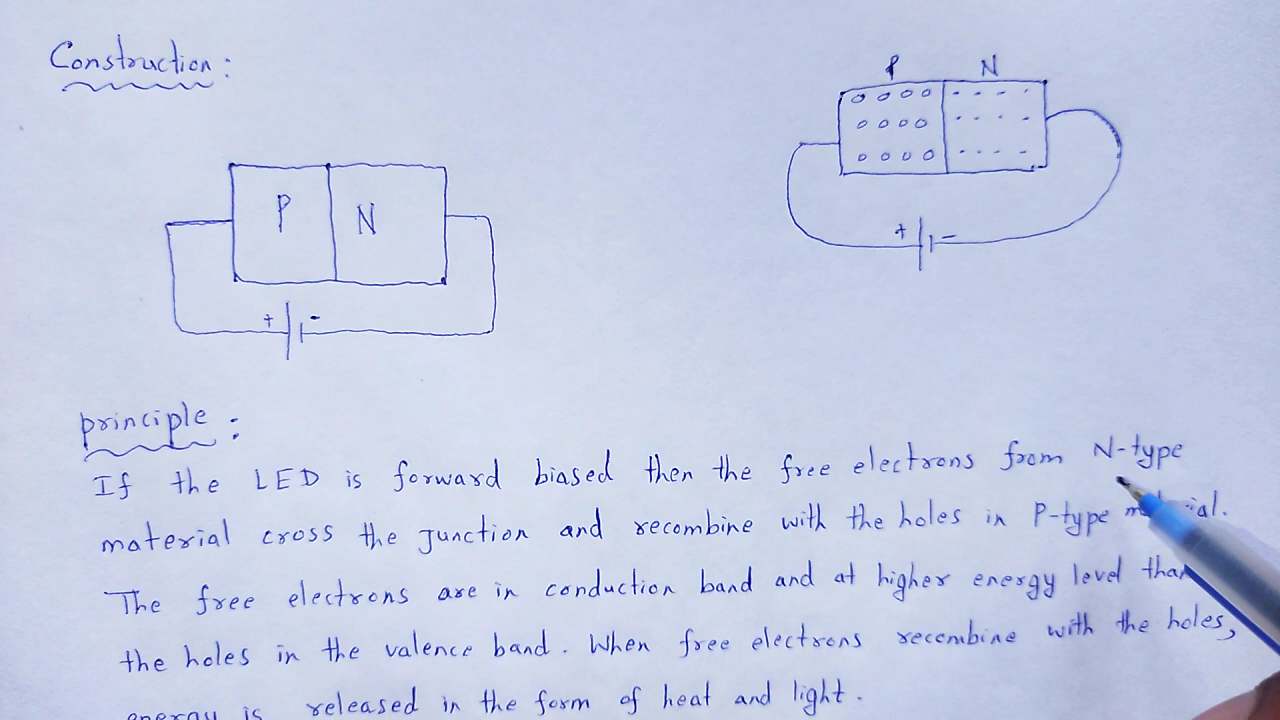 Construction:
P N
+ -
P N
+ -
principle:
If the LED is forward biased then the free electrons from N-type
material cross the junction and recombine with the holes in P-type
The free electrons are in conduction band and at higher energy level than
the holes in the valence band. When free electrons recombine with the holes,
energy is released in the form of heat and light.